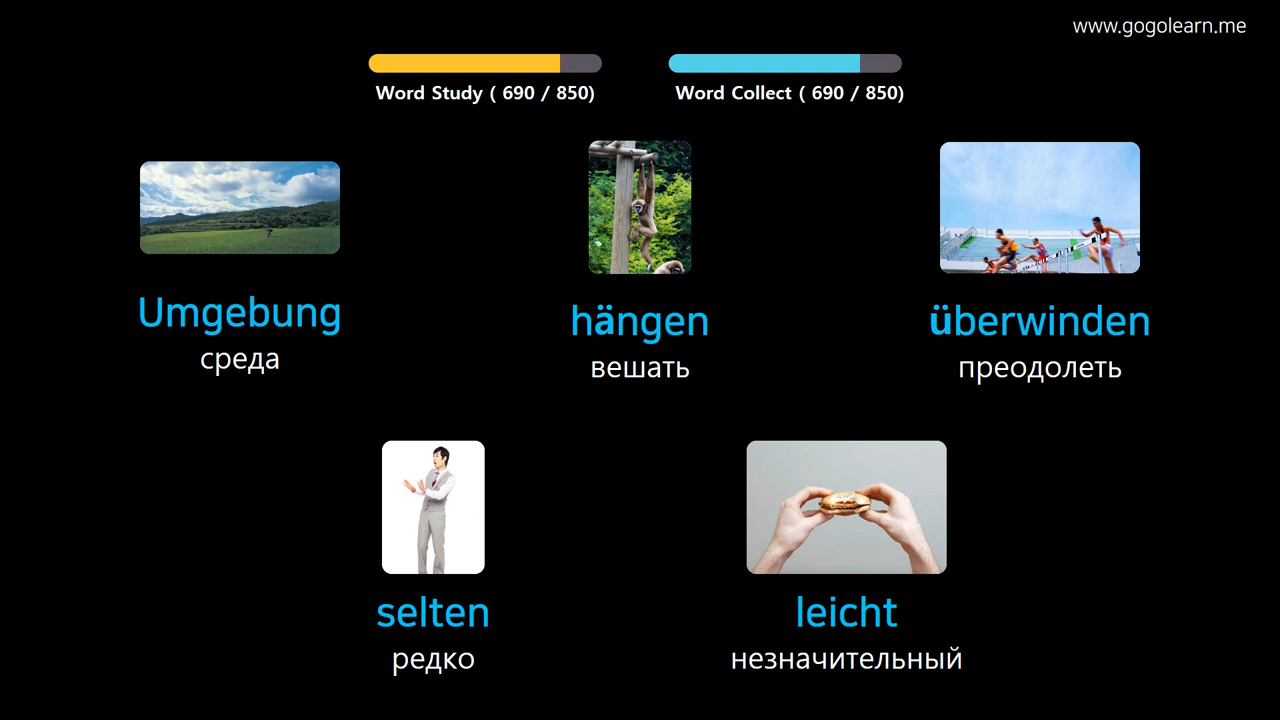 www.gogolearn.me
Word Study ( 690 / 850)
Word Collect ( 690 / 850)
Umgebung
среда
hängen
вешать
überwinden
преодолеть
selten
редко
leicht
незначительный